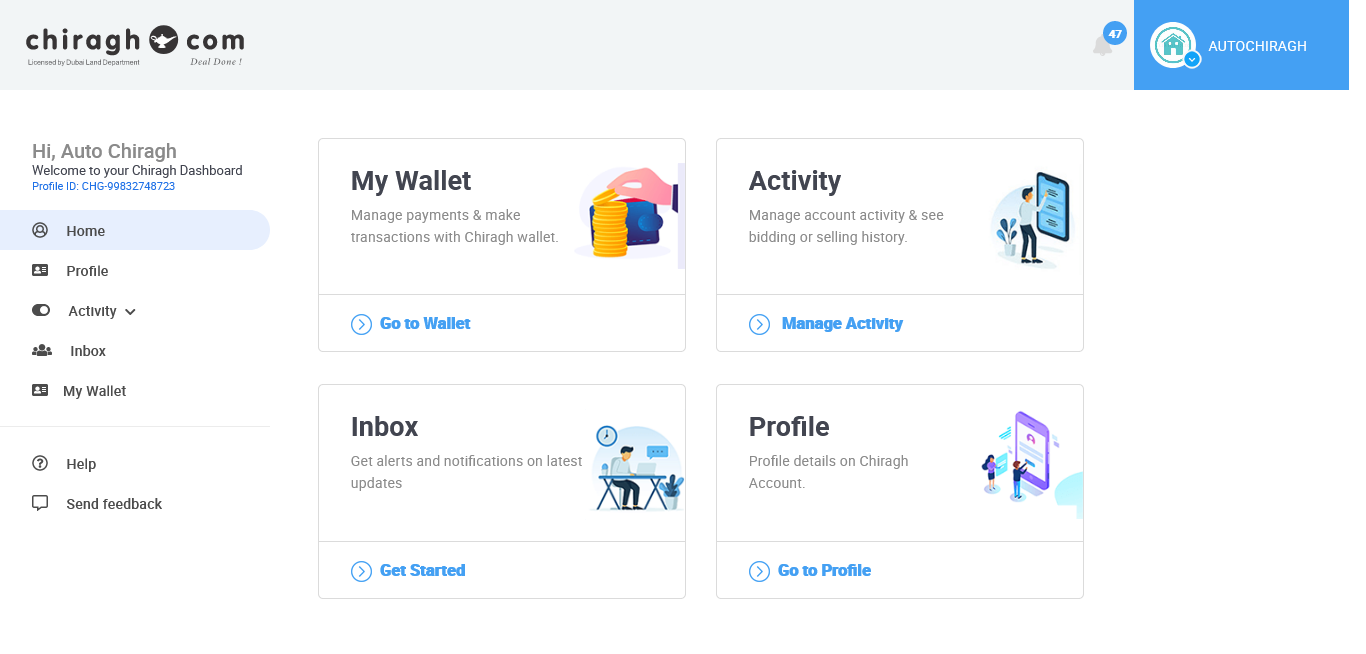 chiragh com
Licensed by Dubai Land Department
Deal Done !
47
AUTOCHIRAGH
Hi, Auto Chiragh
Welcome to your Chiragh Dashboard
Profile ID: CHG-99832748723
Home
Profile
Activity
Inbox
My Wallet
Help
Send feedback
My Wallet
Manage payments & make
transactions with Chiragh wallet.
Go to Wallet
Activity
Manage account activity & see
bidding or selling history.
Manage Activity
Inbox
Get alerts and notifications on latest
updates
Get Started
Profile
Profile details on Chiragh
Account.
Go to Profile